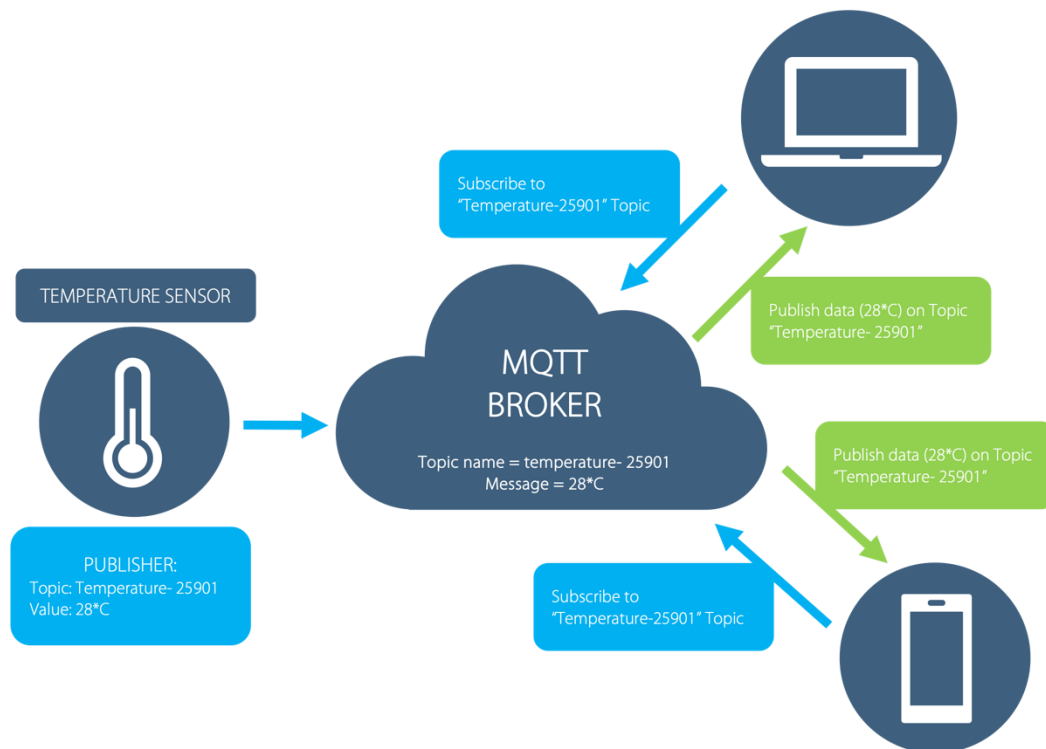 Subscribe to
“Temperature-25901” Topic
TEMPERATURE SENSOR
Publish data (28*C) on Topic
“Temperature- 25901”
MQTT
BROKER
Topic name = temperature- 25901
Message = 28*C
Publish data (28*C) on Topic
“Temperature- 25901”
PUBLISHER:
Topic: Temperature- 25901
Value: 28*C
Subscribe to
“Temperature-25901” Topic